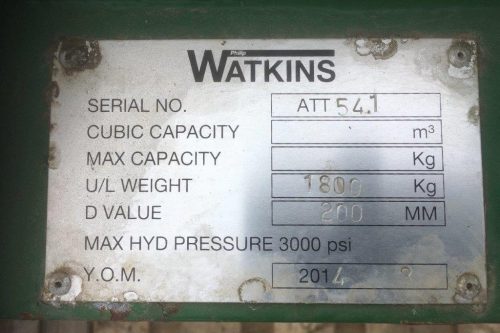 Philip
WATKINS
SERIAL NO. ATT 541
CUBIC CAPACITY m³
MAX CAPACITY Kg
U/L WEIGHT 1800 Kg
D VALUE 200 MM
MAX HYD PRESSURE 3000 psi
Y.O.M. 2014